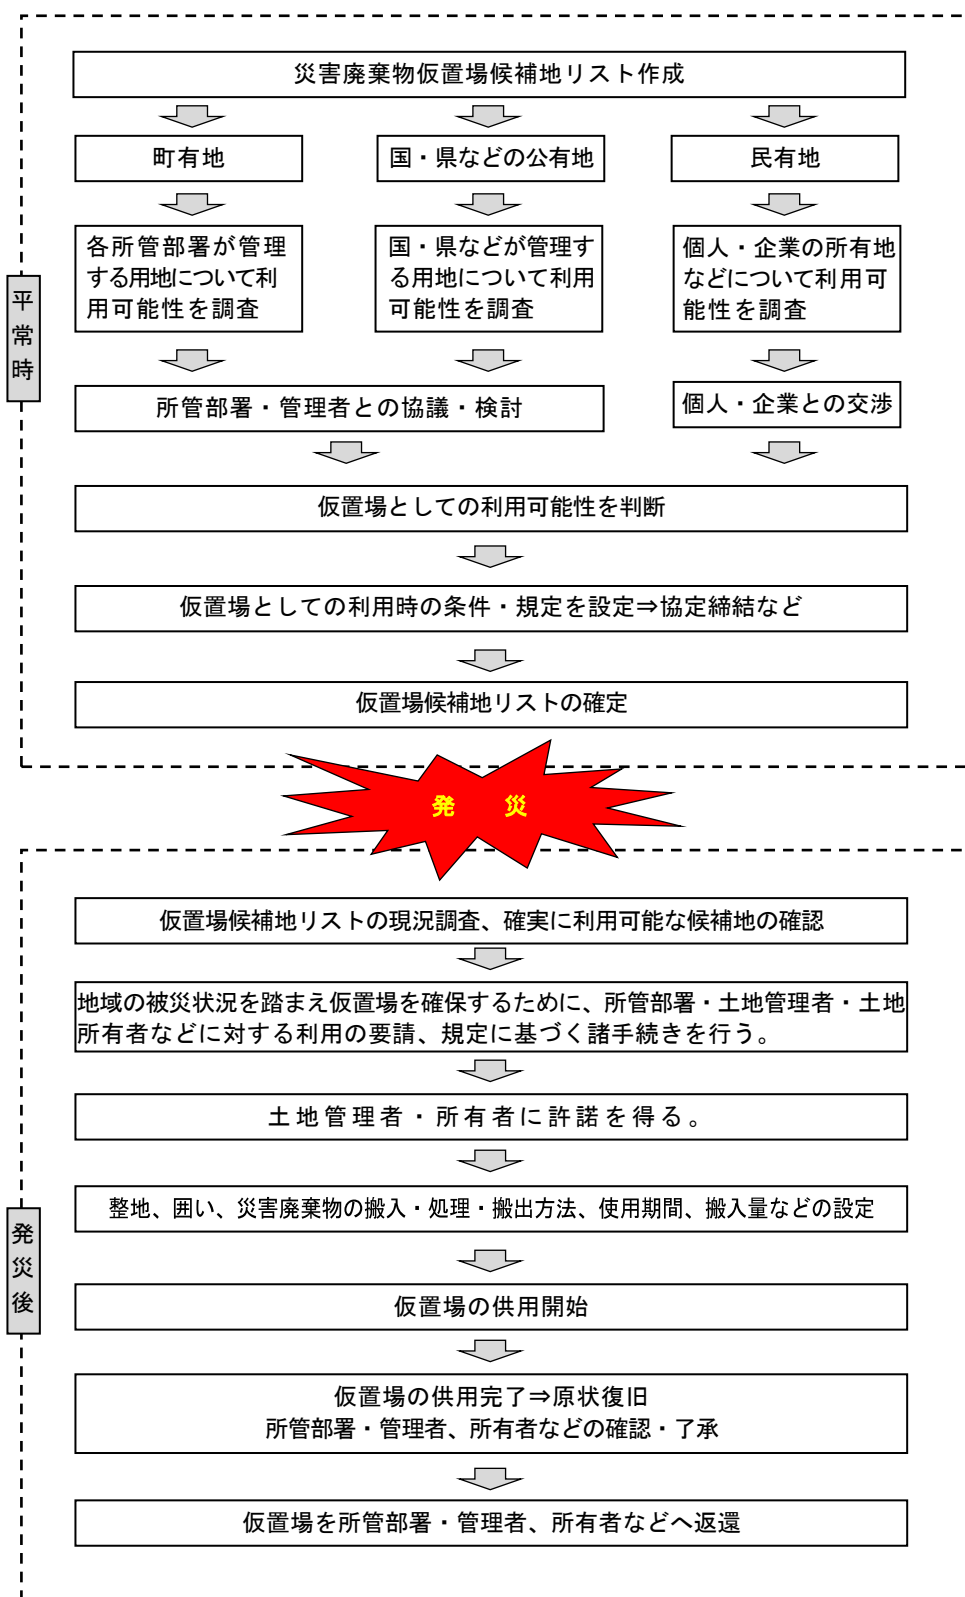 災害廃棄物仮置場候補地リスト作成
町有地
国・県などの公有地
民有地
各所管部署が管理
する用地について利
用可能性を調査
国・県などが管理す
る用地について利用
可能性を調査
個人・企業の所有地
などについて利用可
能性を調査
平常時
所管部署・管理者との協議・検討
個人・企業との交渉
仮置場としての利用可能性を判断
仮置場としての利用時の条件・規定を設定⇒協定締結など
仮置場候補地リストの確定
発 災
仮置場候補地リストの現況調査、確実に利用可能な候補地の確認
地域の被災状況を踏まえ仮置場を確保するために、所管部署・土地管理者・土地
所有者などに対する利用の要請、規定に基づく諸手続きを行う。
土地管理者・所有者に許諾を得る。
整地、囲い、災害廃棄物の搬入・処理・搬出方法、使用期間、搬入量などの設定
発災後
仮置場の供用開始
仮置場の供用完了⇒原状復旧
所管部署・管理者、所有者などの確認・了承
仮置場を所管部署・管理者、所有者などへ返還